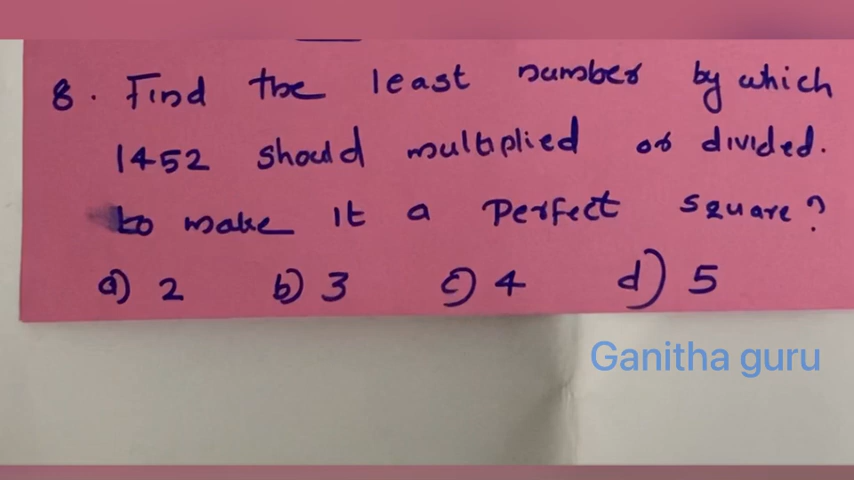 8. Find the least number by which
1452 should multiplied or divided.
to make it a perfect square?
a) 2 b) 3 c) 4 d) 5
Ganitha guru